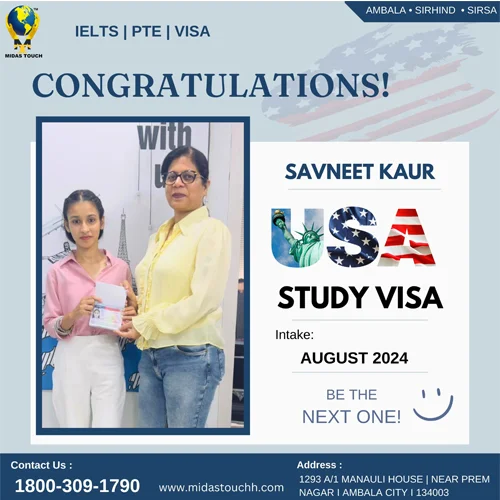 AMBALA • SIRHIND • SIRSA
MIDAS TOUCH
IELTS | PTE | VISA
CONGRATULATIONS!
with
SAVNEET KAUR
USA
STUDY VISA
Intake:
AUGUST 2024
BE THE
NEXT ONE!
Contact Us :
1800-309-1790
www.midastouchh.com
Address :
1293 A/1 MANAULI HOUSE | NEAR PREM
NAGAR I AMBALA CITY I 134003